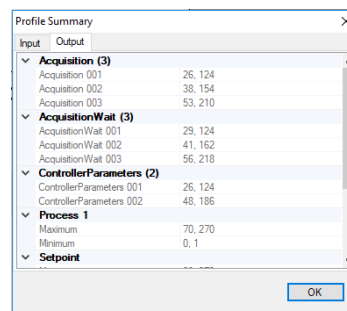 Profile Summary
Input Output
Acquisition (3)
Acquisition 001 26, 124
Acquisition 002 38, 154
Acquisition 003 53, 210
AcquisitionWait (3)
AcquisitionWait 001 29, 124
AcquisitionWait 002 41, 162
AcquisitionWait 003 56, 218
ControllerParameters (2)
ControllerParameters 001 26, 124
ControllerParameters 002 48, 186
Process 1
Maximum 70, 270
Minimum 0, 1
Setpoint
OK